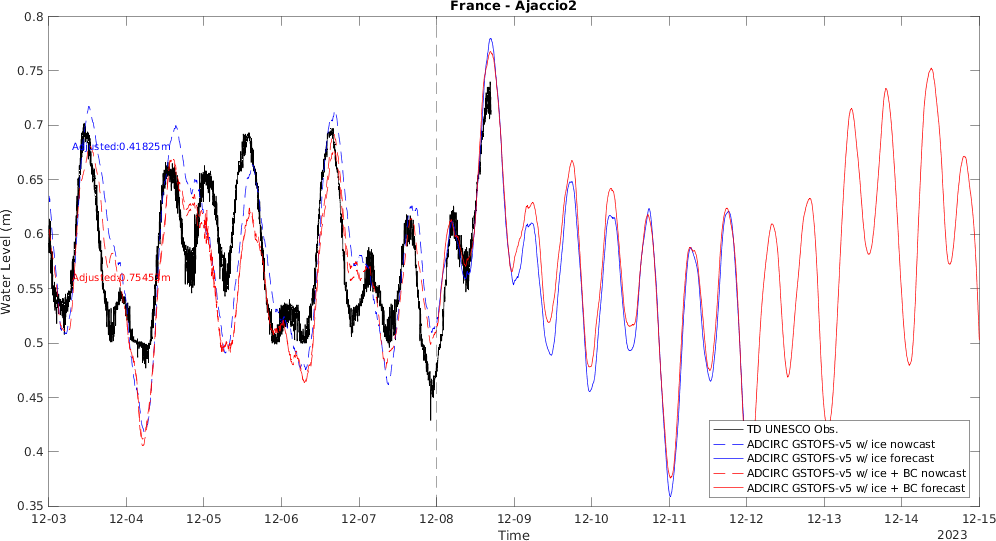 France - Ajaccio2
0.8
0.75
0.7
0.65
0.6
0.55
0.5
0.45
0.4
0.35
Water Level (m)
Adjusted:0.41825m
TD UNESCO Obs.
ADCIRC GSTOFS-v5 w/ ice nowcast
ADCIRC GSTOFS-v5 w/ ice forecast
ADCIRC GSTOFS-v5 w/ ice + BC nowcast
ADCIRC GSTOFS-v5 w/ ice + BC forecast
12-03 12-04 12-05 12-06 12-07 12-08 12-09 12-10 12-11 12-12 12-13 12-14 12-15
Time
2023